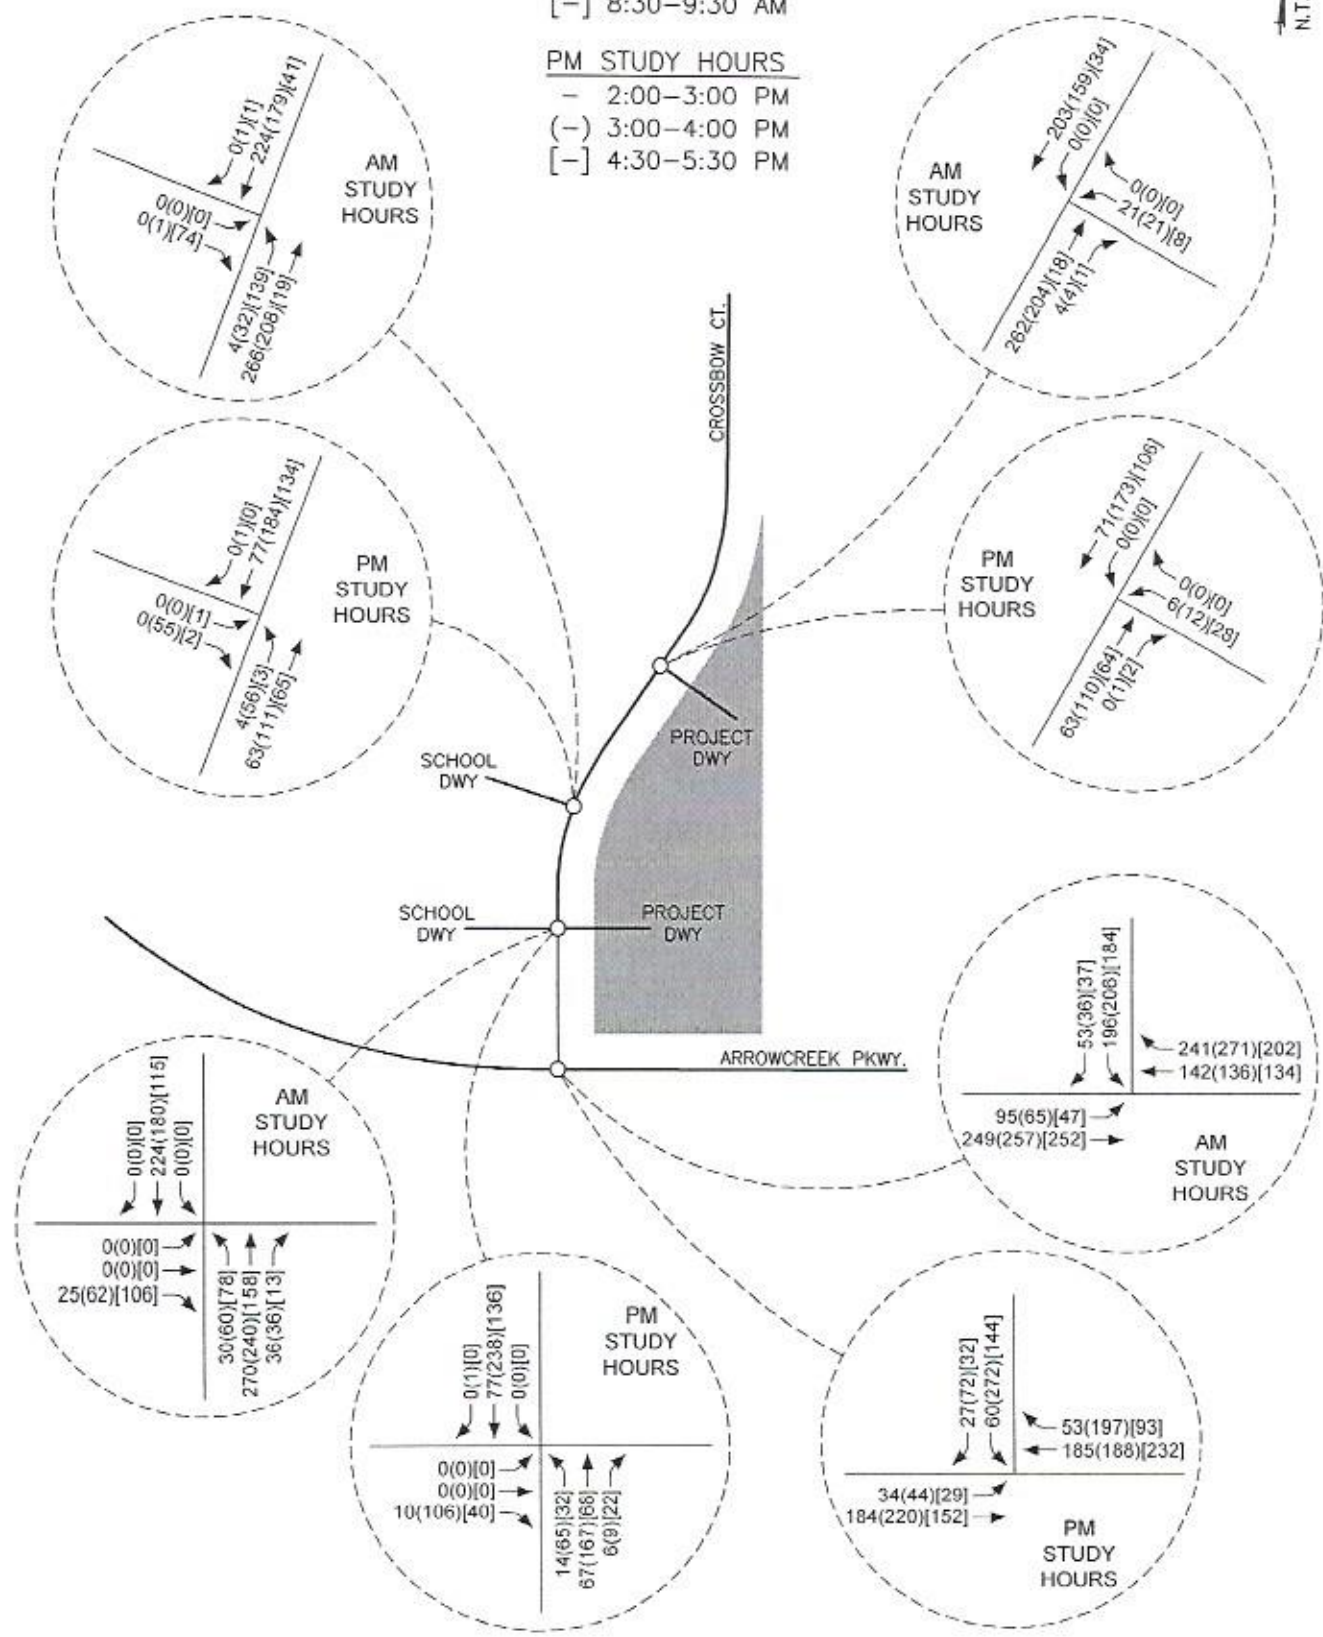 [-] 8:30-9:30 AM
N.T.
PM STUDY HOURS
- 2:00-3:00 PM
(-) 3:00-4:00 PM
[-] 4:30-5:30 PM
0(1)[1]
224(179)[41]
AM
STUDY
HOURS
0(0)[0]
0(1)[74]
4(32)[139]
266(208)[19]
203(159)[34]
0(0)[0]
AM
STUDY
HOURS
0(0)[0]
21(21)[8]
262(204)[18]
4(4)[1]
CROSSBOW CT.
0(1)[0]
77(184)[134]
PM
STUDY
HOURS
0(0)[1]
0(55)[2]
4(56)[3]
63(111)[65]
71(173)[106]
0(0)[0]
PM
STUDY
HOURS
0(0)[0]
6(12)[28]
63(110)[64]
0(1)[2]
PROJECT
DWY
SCHOOL
DWY
SCHOOL
DWY
PROJECT
DWY
ARROWCREEK PKWY.
53(36)[37]
196(206)[184]
241(271)[202]
142(136)[134]
95(65)[47]
249(257)[252]
AM
STUDY
HOURS
0(0)[0]
224(180)[115]
0(0)[0]
AM
STUDY
HOURS
0(0)[0]
0(0)[0]
25(62)[106]
30(60)[78]
270(240)[158]
36(36)[13]
0(1)[0]
77(238)[136]
0(0)[0]
PM
STUDY
HOURS
0(0)[0]
0(0)[0]
10(106)[40]
14(65)[32]
67(167)[68]
6(9)[22]
27(72)[32]
60(272)[144]
53(197)[93]
185(188)[232]
34(44)[29]
184(220)[152]
PM
STUDY
HOURS